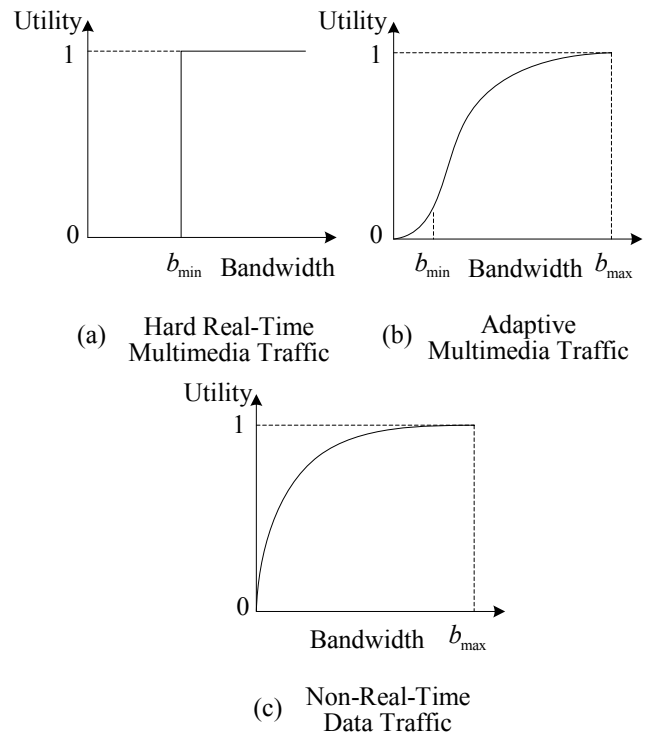 Utility
1
0
b_min Bandwidth
(a) Hard Real-Time
Multimedia Traffic
Utility
1
0
b_min Bandwidth b_max
(b) Adaptive
Multimedia Traffic
Utility
1
0
Bandwidth b_max
(c) Non-Real-Time
Data Traffic